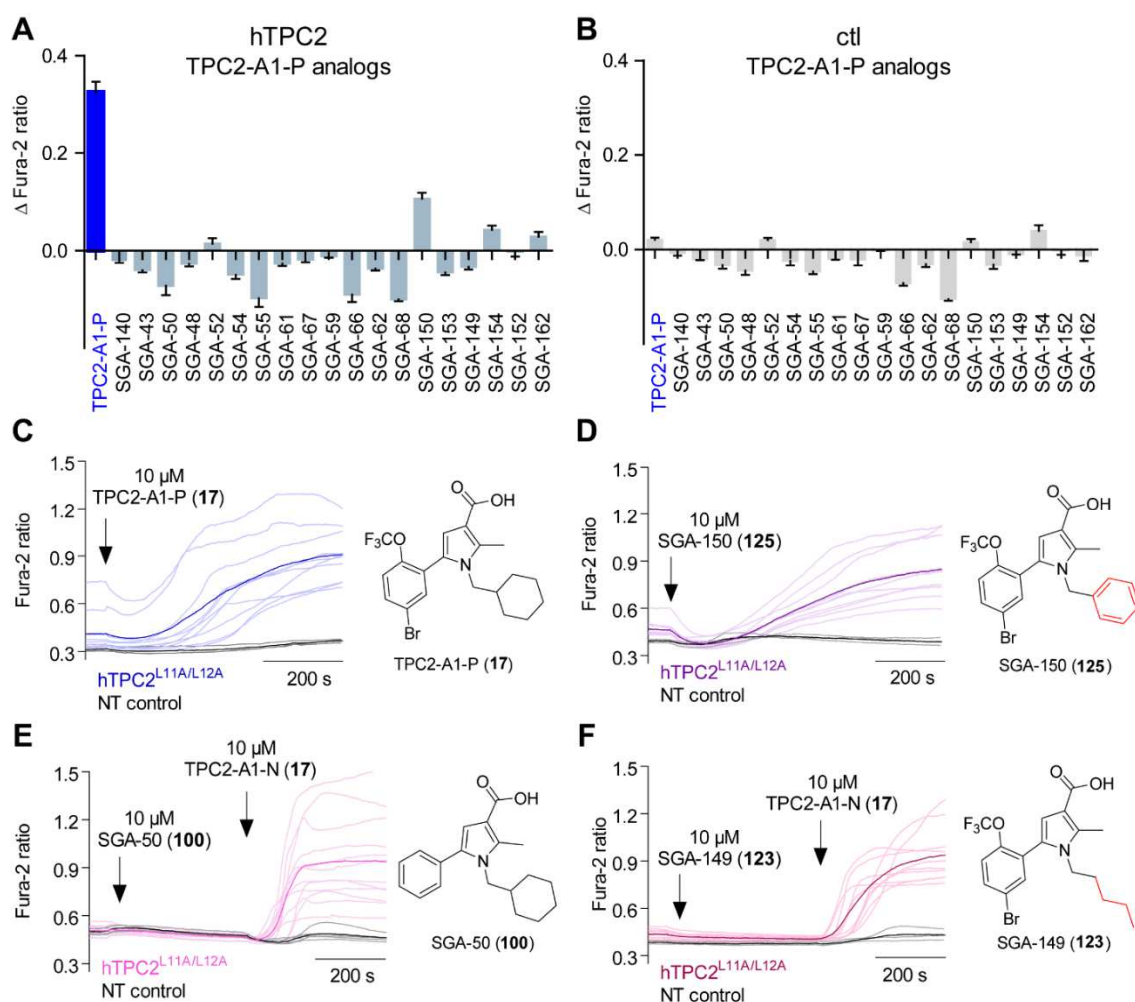 A
hTPC2
TPC2-A1-P analogs
Δ Fura-2 ratio
0.4
0.2
0.0
TPC2-A1-P
SGA-140
SGA-43
SGA-50
SGA-48
SGA-52
SGA-54
SGA-55
SGA-61
SGA-67
SGA-59
SGA-66
SGA-62
SGA-68
SGA-150
SGA-153
SGA-149
SGA-154
SGA-152
SGA-162
B
ctl
TPC2-A1-P analogs
Δ Fura-2 ratio
0.4
0.2
0.0
TPC2-A1-P
SGA-140
SGA-43
SGA-50
SGA-48
SGA-52
SGA-54
SGA-55
SGA-61
SGA-67
SGA-59
SGA-66
SGA-62
SGA-68
SGA-150
SGA-153
SGA-149
SGA-154
SGA-152
SGA-162
C
Fura-2 ratio
1.5
1.2
0.9
0.6
0.3
10 µM
TPC2-A1-P (17)
hTPC2L11A/L12A
NT control
200 s
O
OH
F3CO
N
Br
TPC2-A1-P (17)
D
Fura-2 ratio
1.5
1.2
0.9
0.6
0.3
10 µM
SGA-150 (125)
hTPC2L11A/L12A
NT control
200 s
O
OH
F3CO
N
Br
SGA-150 (125)
E
Fura-2 ratio
1.5
1.2
0.9
0.6
0.3
10 µM
SGA-50 (100)
10 µM
TPC2-A1-N (17)
hTPC2L11A/L12A
NT control
200 s
O
OH
N
SGA-50 (100)
F
Fura-2 ratio
1.5
1.2
0.9
0.6
0.3
10 µM
SGA-149 (123)
10 µM
TPC2-A1-N (17)
hTPC2L11A/L12A
NT control
200 s
O
OH
F3CO
N
Br
SGA-149 (123)